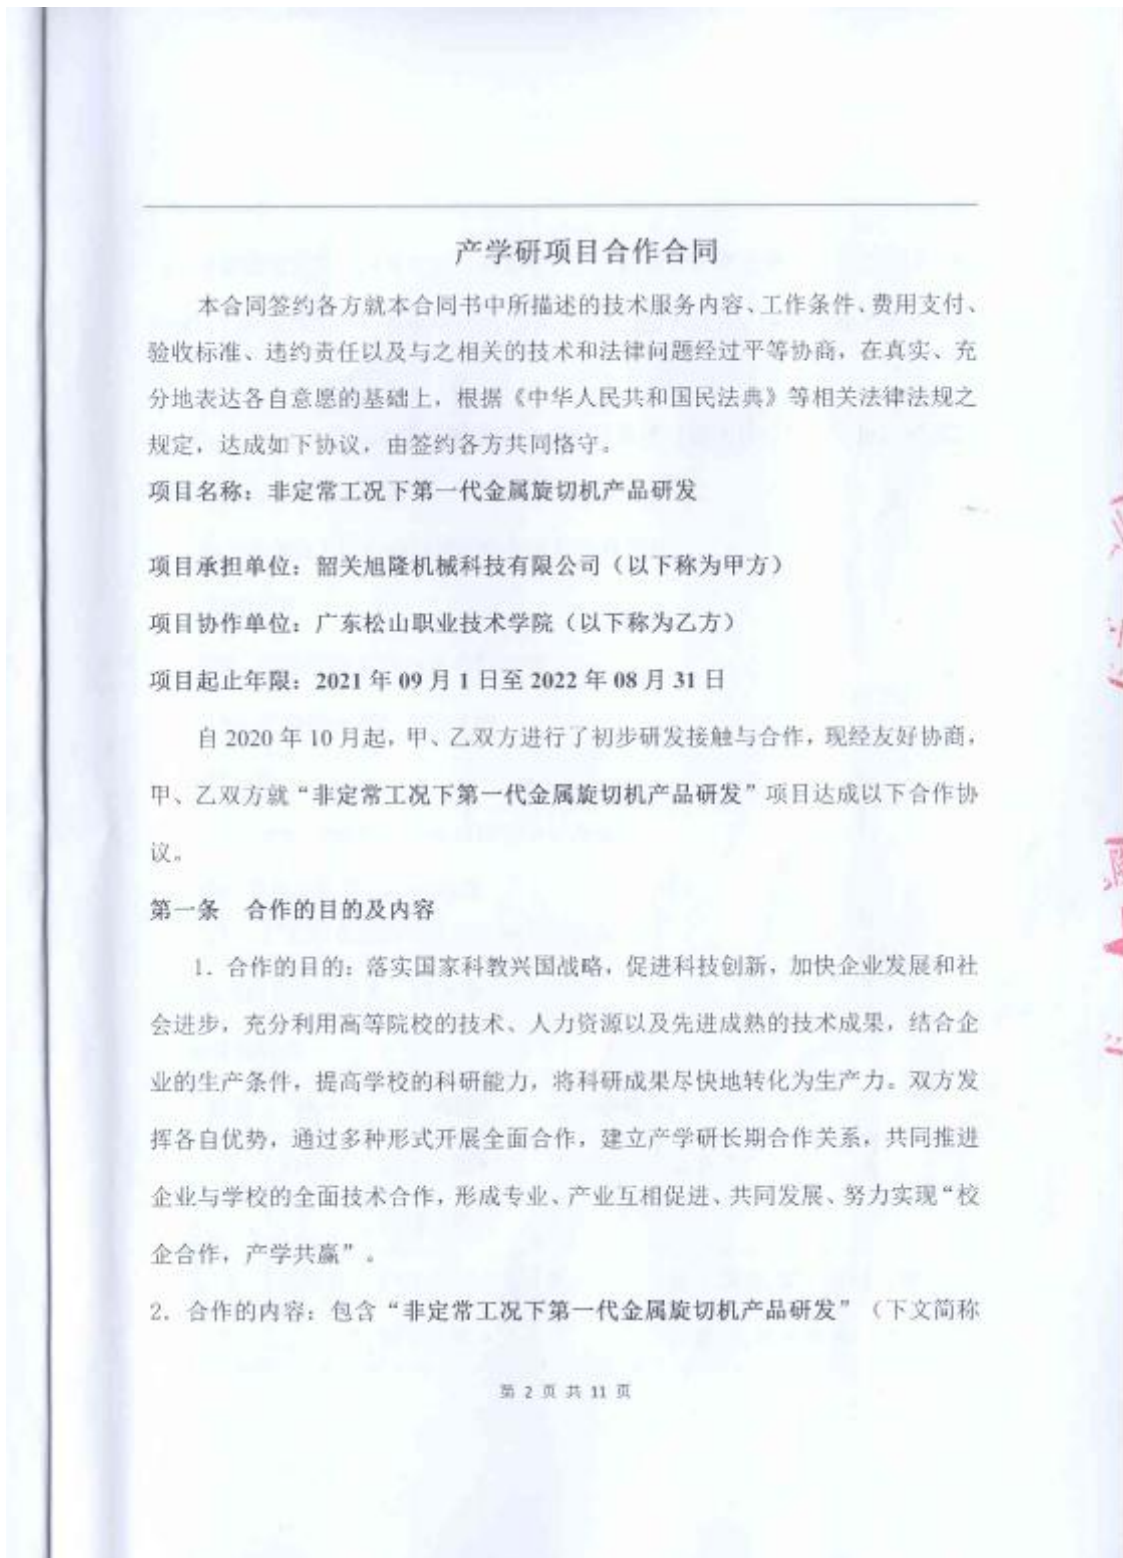 产学研项目合作合同
本合同签约各方就本合同书中所描述的技术服务内容、工作条件、费用支付、
验收标准、违约责任以及与之相关的技术和法律问题经过平等协商，在真实、充
分地表达各自意愿的基础上，根据《中华人民共和国民法典》等相关法律法规之
规定，达成如下协议，由签约各方共同恪守。
项目名称：非定常工况下第一代金属旋切机产品研发
项目承担单位：韶关旭隆机械科技有限公司（以下称为甲方）
项目协作单位：广东松山职业技术学院（以下称为乙方）
项目起止年限：2021 年 09 月 1 日至 2022 年 08 月 31 日
自 2020 年 10 月起，甲、乙双方进行了初步研发接触与合作，现经友好协商，
甲、乙双方就“非定常工况下第一代金属旋切机产品研发”项目达成以下合作协
议。
第一条 合作的目的及内容
1. 合作的目的：落实国家科教兴国战略，促进科技创新，加快企业发展和社
会进步，充分利用高等院校的技术、人力资源以及先进成熟的技术成果，结合企
业的生产条件，提高学校的科研能力，将科研成果尽快地转化为生产力。双方发
挥各自优势，通过多种形式开展全面合作，建立产学研长期合作关系，共同推进
企业与学校的全面技术合作，形成专业、产业互相促进、共同发展、努力实现“校
企合作，产学共赢”。
2. 合作的内容：包含“非定常工况下第一代金属旋切机产品研发”（下文简称
第 2 页 共 11 页